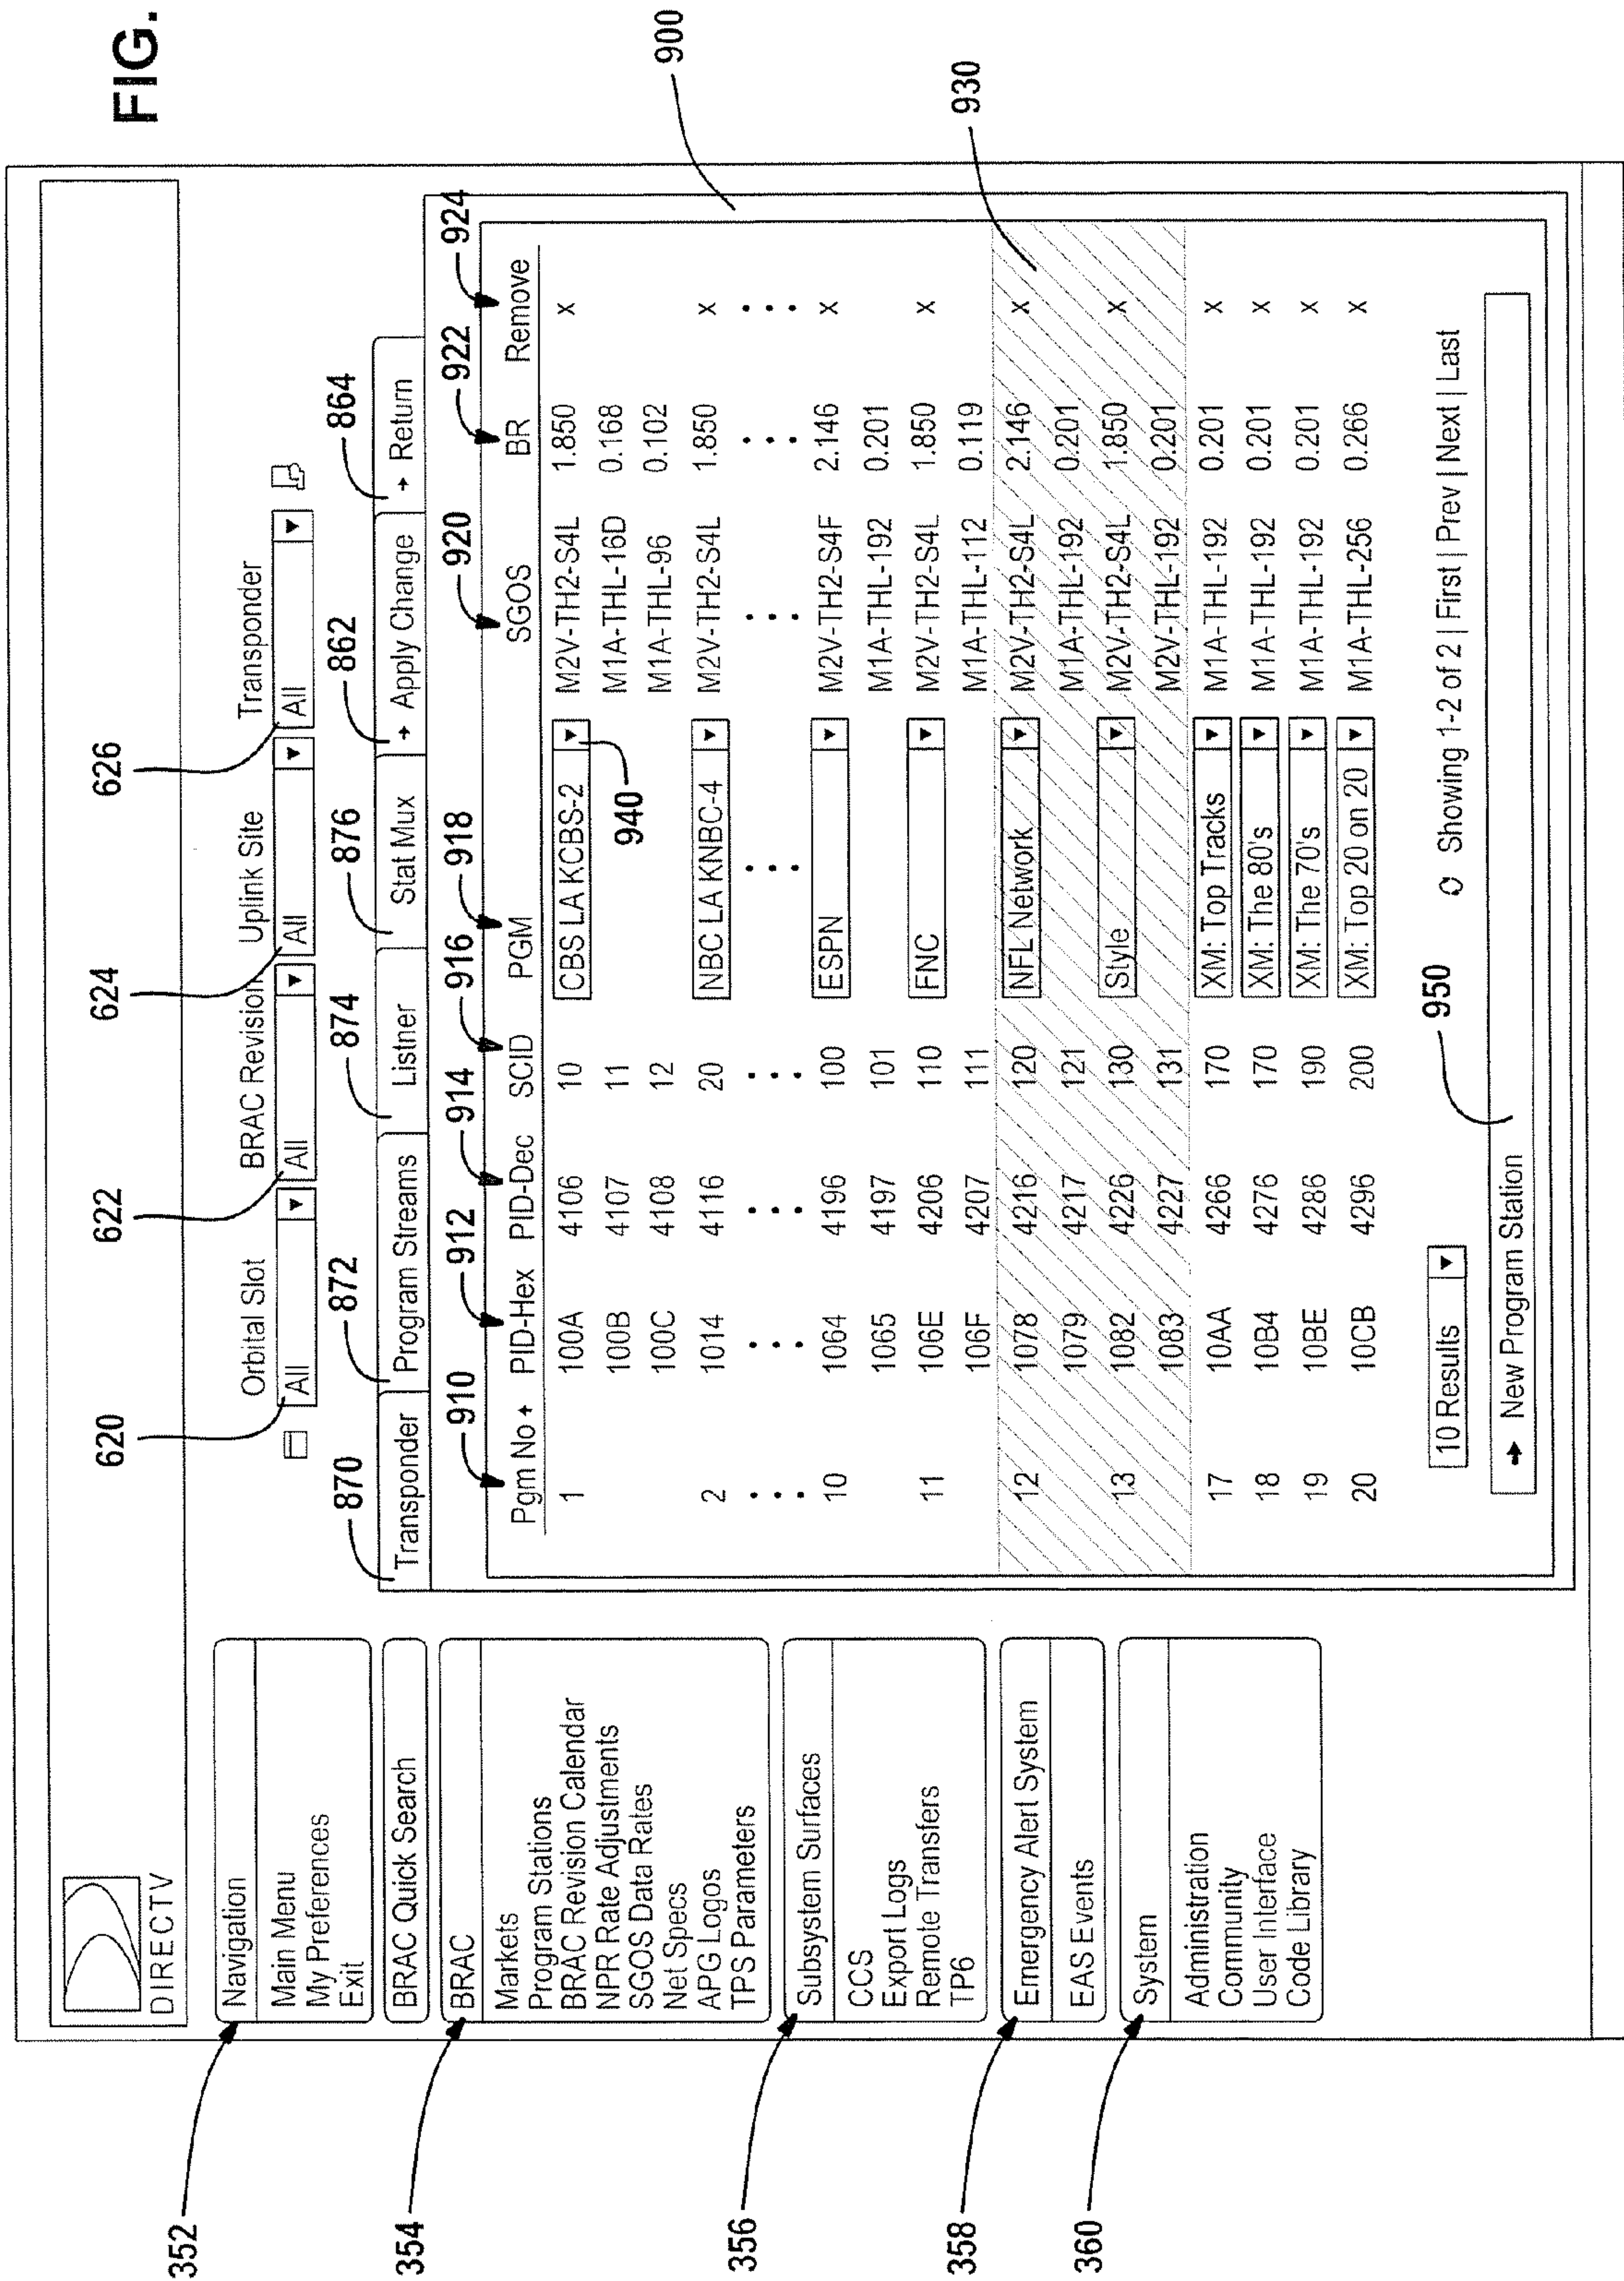 FIG.
DIRECTV
352
Navigation
Main Menu
My Preferences
Exit
BRAC Quick Search
354
BRAC
Markets
Program Stations
BRAC Revision Calendar
NPR Rate Adjustments
SGOS Data Rates
Net Specs
APG Logos
TPS Parameters
356
Subsystem Surfaces
CCS
Export Logs
Remote Transfers
TP6
358
Emergency Alert System
EAS Events
360
System
Administration
Community
User Interface
Code Library
620 622 624 626
Orbital Slot BRAC Revision Uplink Site Transponder
All All All All
870 872 874 876 862 864
Transponder Program Streams Listner Stat Mux → Apply Change → Return
910 912 914 916 918 920 922 924
Pgm No PID-Hex PID-Dec SCID PGM SGOS BR Remove
1 100A 4106 10 CBS LA KCBS-2 M2V-TH2-S4L 1.850 x
100B 4107 11 M1A-THL-16D 0.168
100C 4108 12 M1A-THL-96 0.102
940
2 1014 4116 20 NBC LA KNBC-4 M2V-TH2-S4L 1.850 x
10 1064 4196 100 ESPN M2V-TH2-S4F 2.146 x
1065 4197 101 M1A-THL-192 0.201
11 106E 4206 110 FNC M2V-TH2-S4L 1.850 x
106F 4207 111 M1A-THL-112 0.119
12 1078 4216 120 NFL Network M2V-TH2-S4L 2.146 x
1079 4217 121 M1A-THL-192 0.201
13 1082 4226 130 Style M2V-TH2-S4L 1.850 x
1083 4227 131 M2V-THL-192 0.201
17 10AA 4266 170 XM: Top Tracks M1A-THL-192 0.201 x
18 10B4 4276 170 XM: The 80's M1A-THL-192 0.201 x
19 10BE 4286 190 XM: The 70's M1A-THL-192 0.201 x
20 10CB 4296 200 XM: Top 20 on 20 M1A-THL-256 0.266 x
900
930
10 Results Showing 1-2 of 2 | First | Prev | Next | Last
950
→ New Program Station